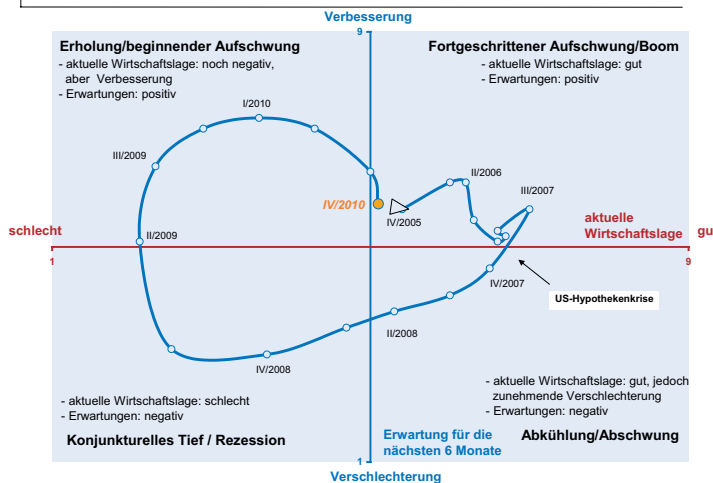 Verbesserung
9
Erholung/beginnender Aufschwung
- aktuelle Wirtschaftslage: noch negativ,
aber Verbesserung
- Erwartungen: positiv
Fortgeschrittener Aufschwung/Boom
- aktuelle Wirtschaftslage: gut
- Erwartungen: positiv
I/2010
III/2009
II/2006
III/2007
IV/2010
IV/2005
schlecht
II/2009
aktuelle
Wirtschaftslage
gu
1
9
IV/2007
US-Hypothekenkrise
II/2008
IV/2008
- aktuelle Wirtschaftslage: schlecht
- Erwartungen: negativ
Konjunkturelles Tief / Rezession
- aktuelle Wirtschaftslage: gut, jedoch
zunehmende Verschlechterung
- Erwartungen: negativ
Abkühlung/Abschwung
Erwartung für die
nächsten 6 Monate
1
Verschlechterung